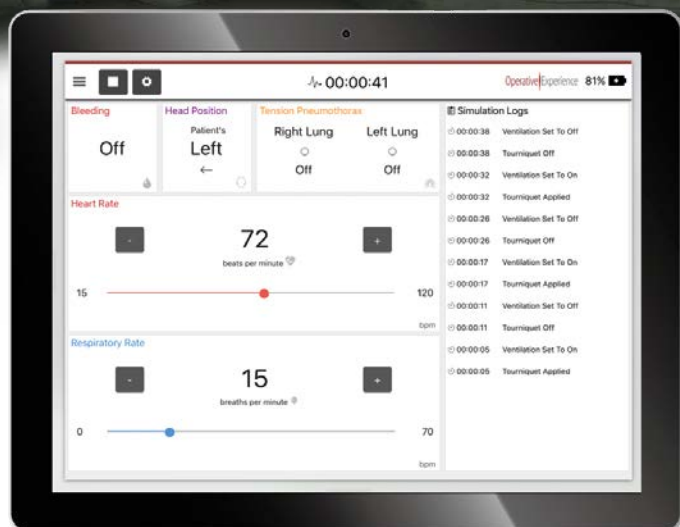 00:00:41
Operative Experience 81%
Bleeding
Off
Head Position
Patient's
Left
←
Tension Pneumothorax
Right Lung Left Lung
Off Off
Heart Rate
- 72 +
beats per minute
15 120
bpm
Respiratory Rate
- 15 +
breaths per minute
0 70
bpm
Simulation Logs
00:00:38 Ventilation Set To Off
00:00:38 Tourniquet Off
00:00:32 Ventilation Set To On
00:00:32 Tourniquet Applied
00:00:26 Ventilation Set To Off
00:00:26 Tourniquet Off
00:00:17 Ventilation Set To On
00:00:17 Tourniquet Applied
00:00:11 Ventilation Set To Off
00:00:11 Tourniquet Off
00:00:05 Ventilation Set To On
00:00:05 Tourniquet Applied